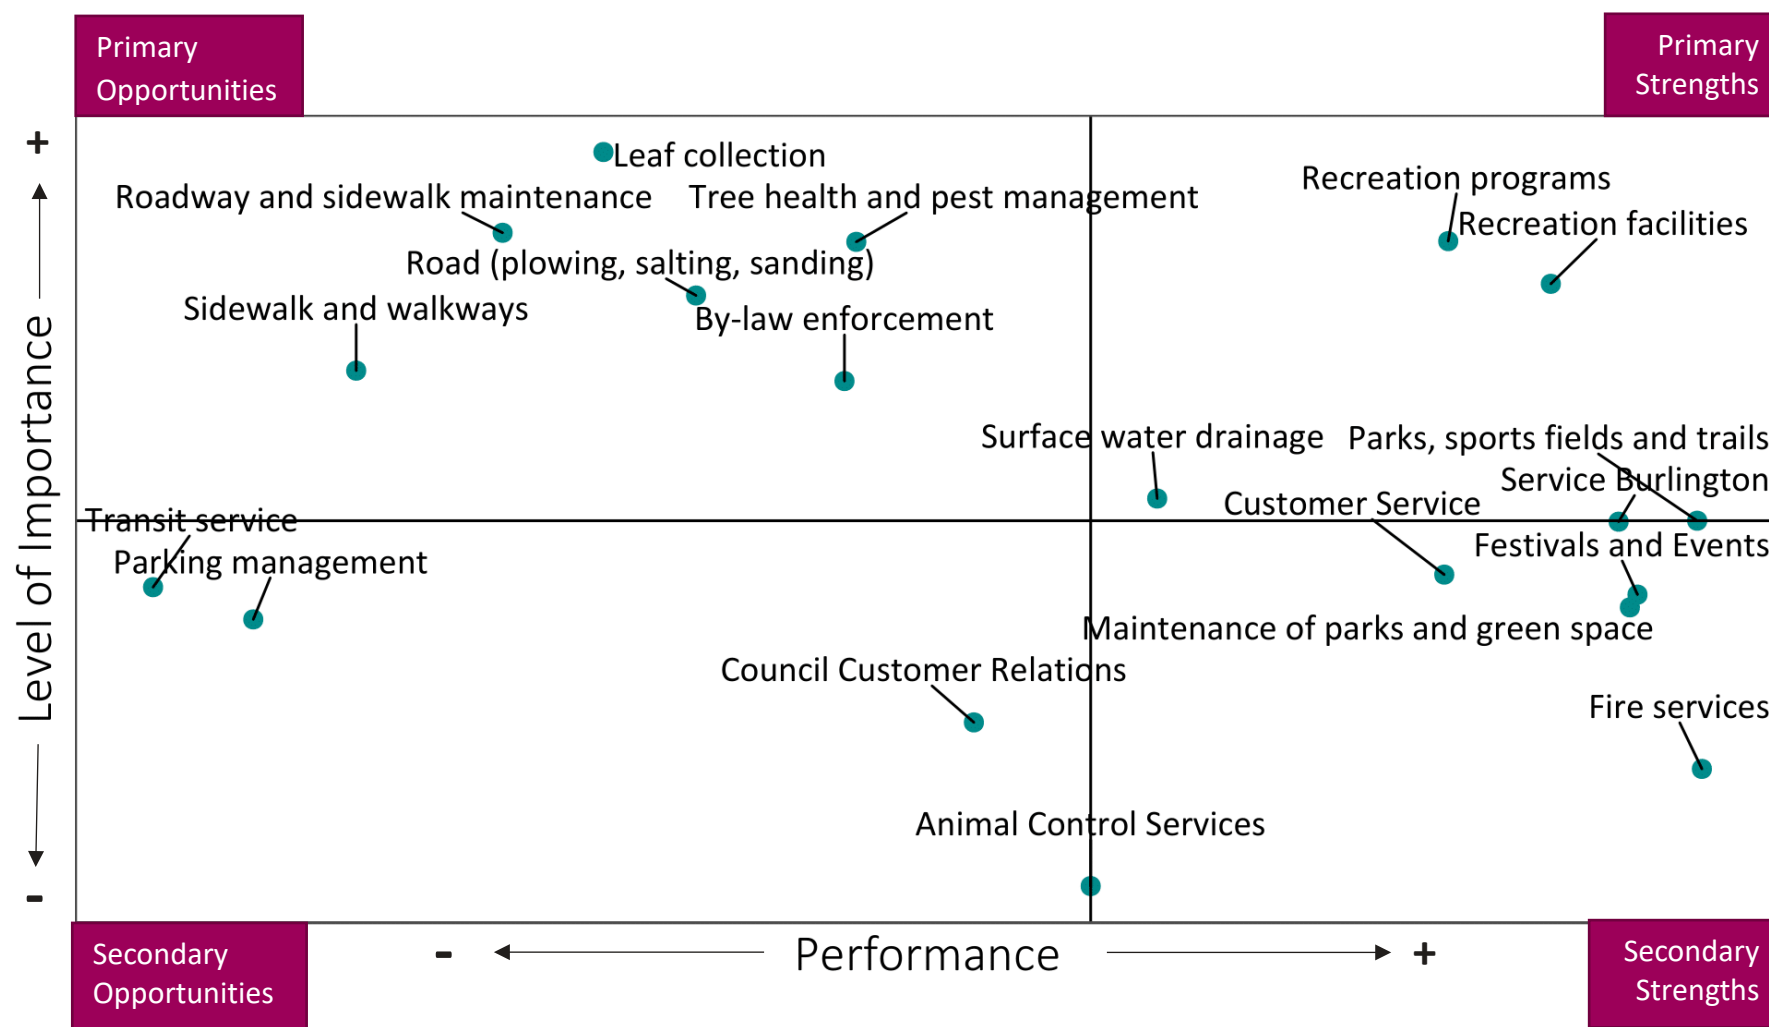 Primary
Opportunities
Primary
Strengths
+
Leaf collection
Roadway and sidewalk maintenance
Tree health and pest management
Recreation programs
Recreation facilities
Road (plowing, salting, sanding)
Sidewalk and walkways
By-law enforcement
Level of Importance
Surface water drainage
Parks, sports fields and trails
Service Burlington
Customer Service
Transit service
Festivals and Events
Parking management
Maintenance of parks and green space
Council Customer Relations
Fire services
Animal Control Services
-
Secondary
Opportunities
- Performance +
Secondary
Strengths